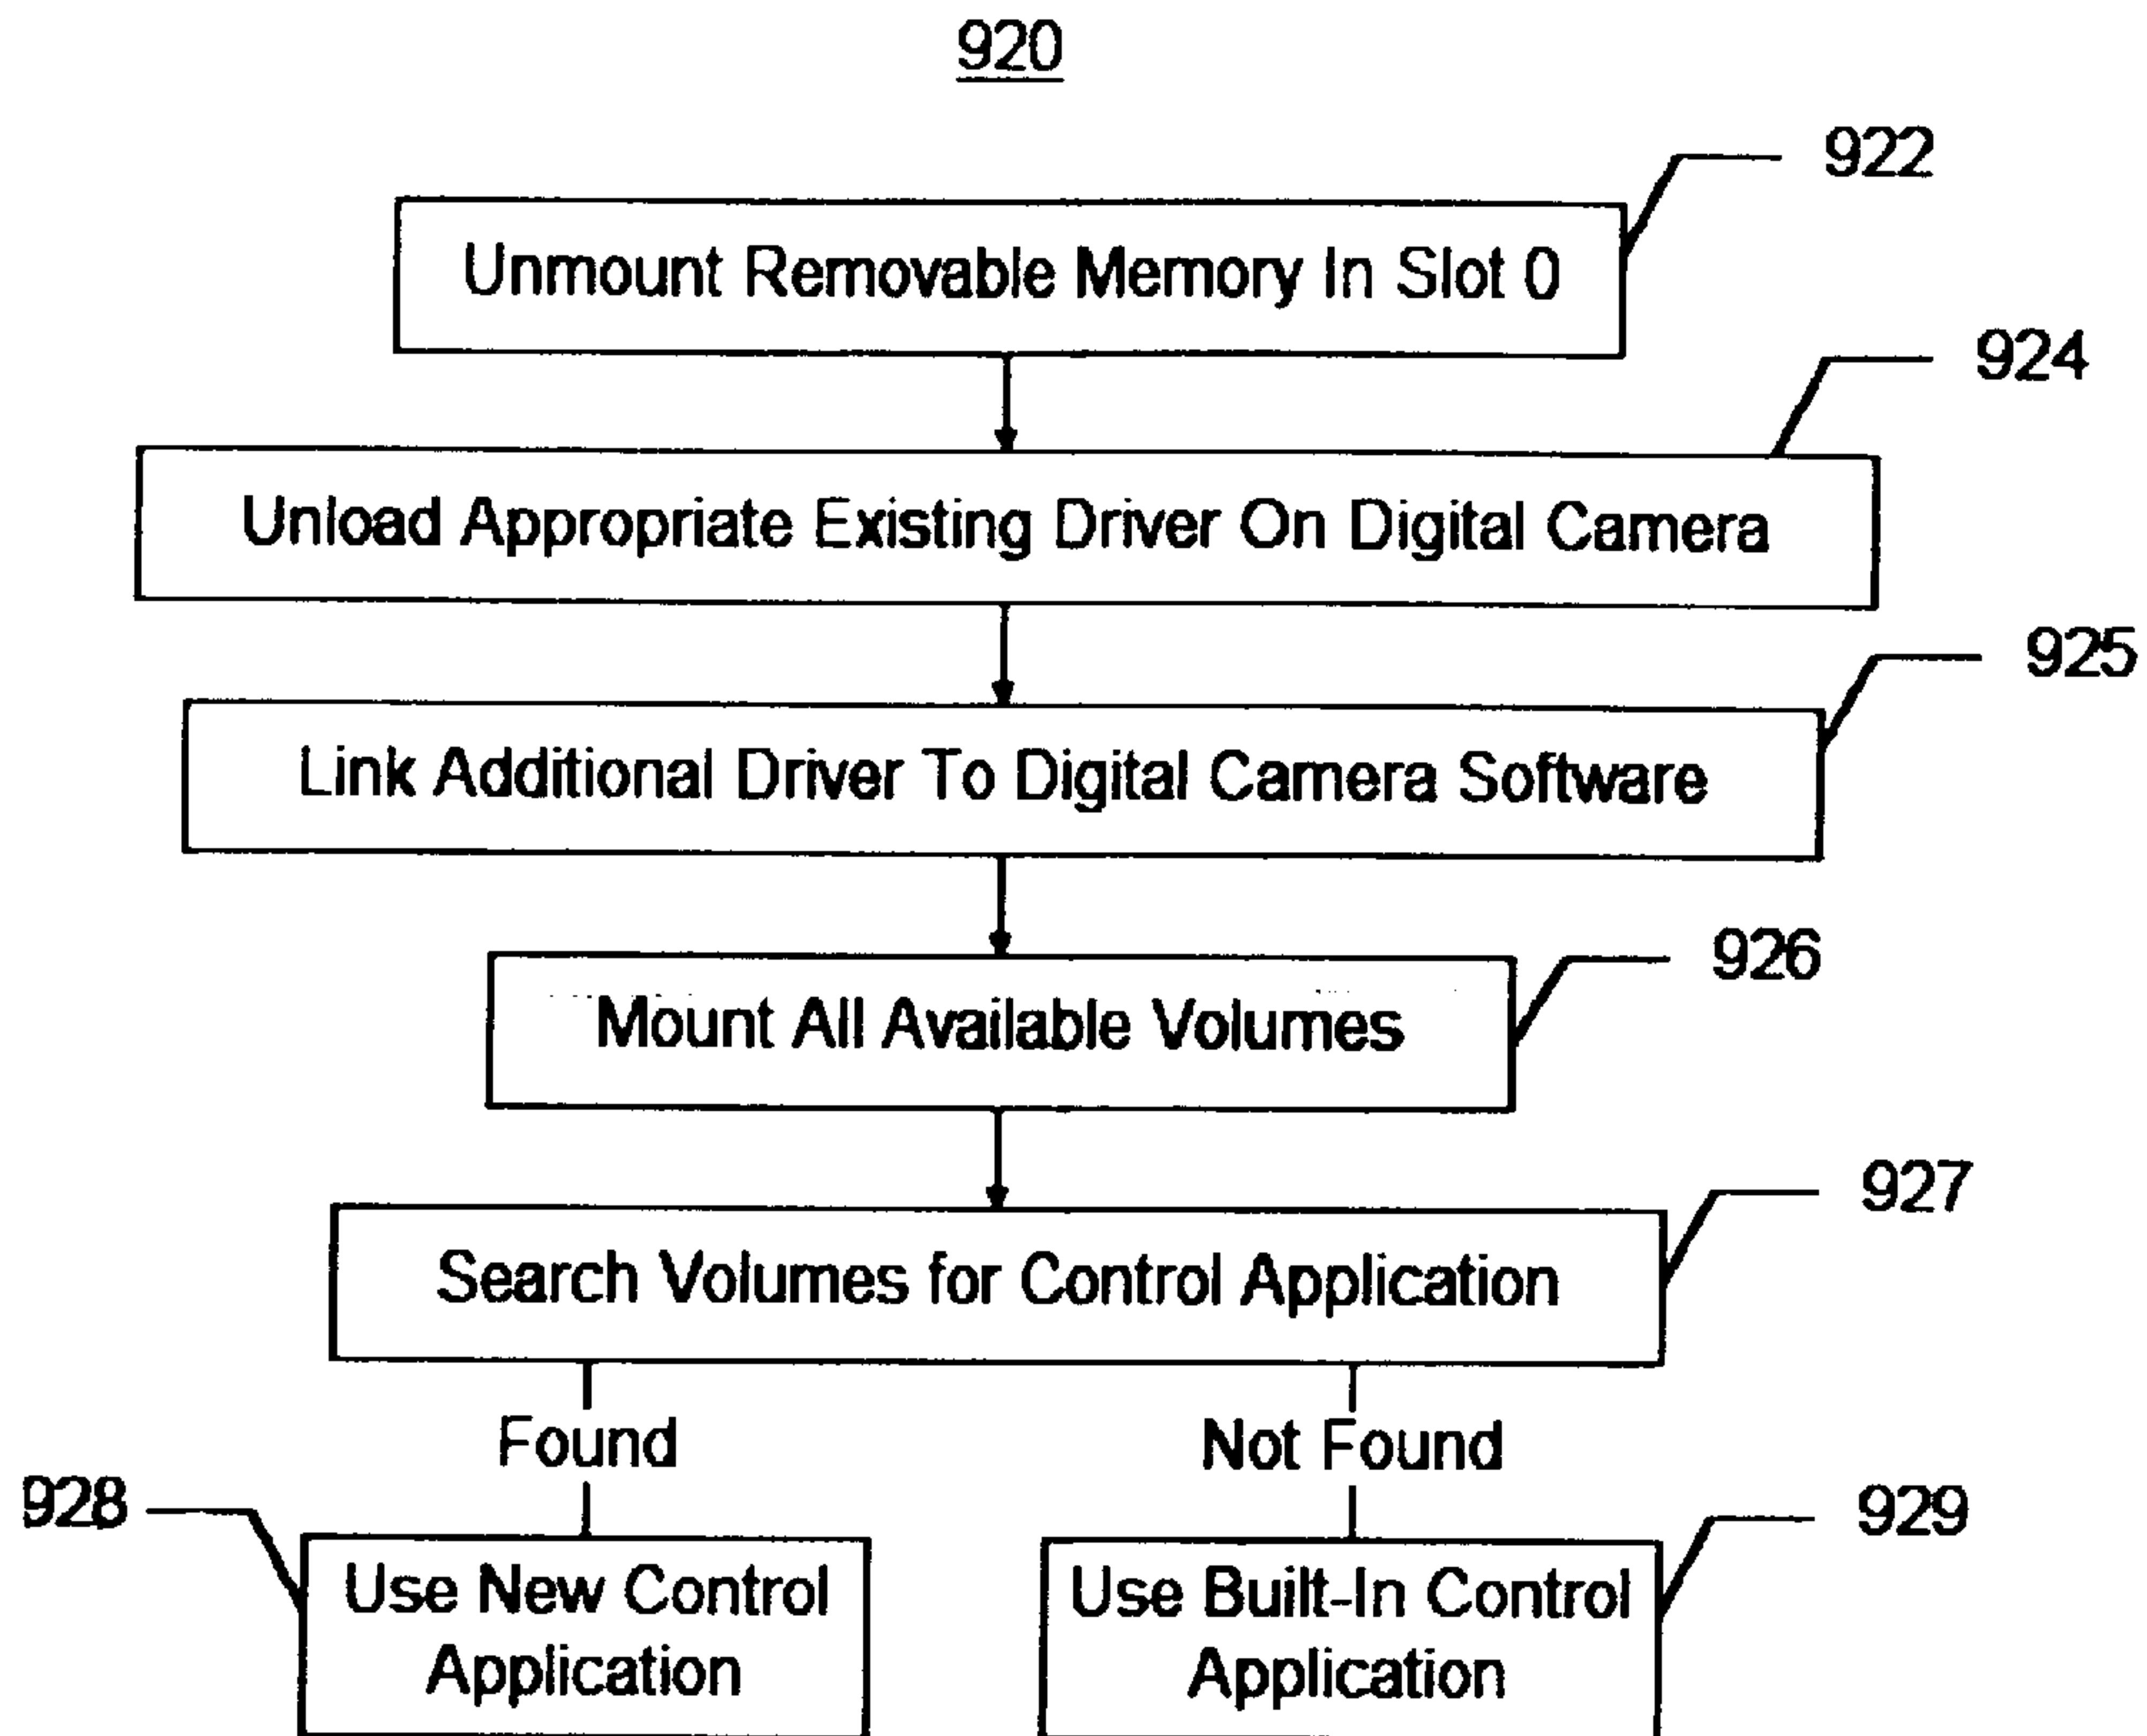 920
922
Unmount Removable Memory In Slot 0
924
Unload Appropriate Existing Driver On Digital Camera
925
Link Additional Driver To Digital Camera Software
926
Mount All Available Volumes
927
Search Volumes for Control Application
Found
Not Found
928
929
Use New Control
Application
Use Built-In Control
Application